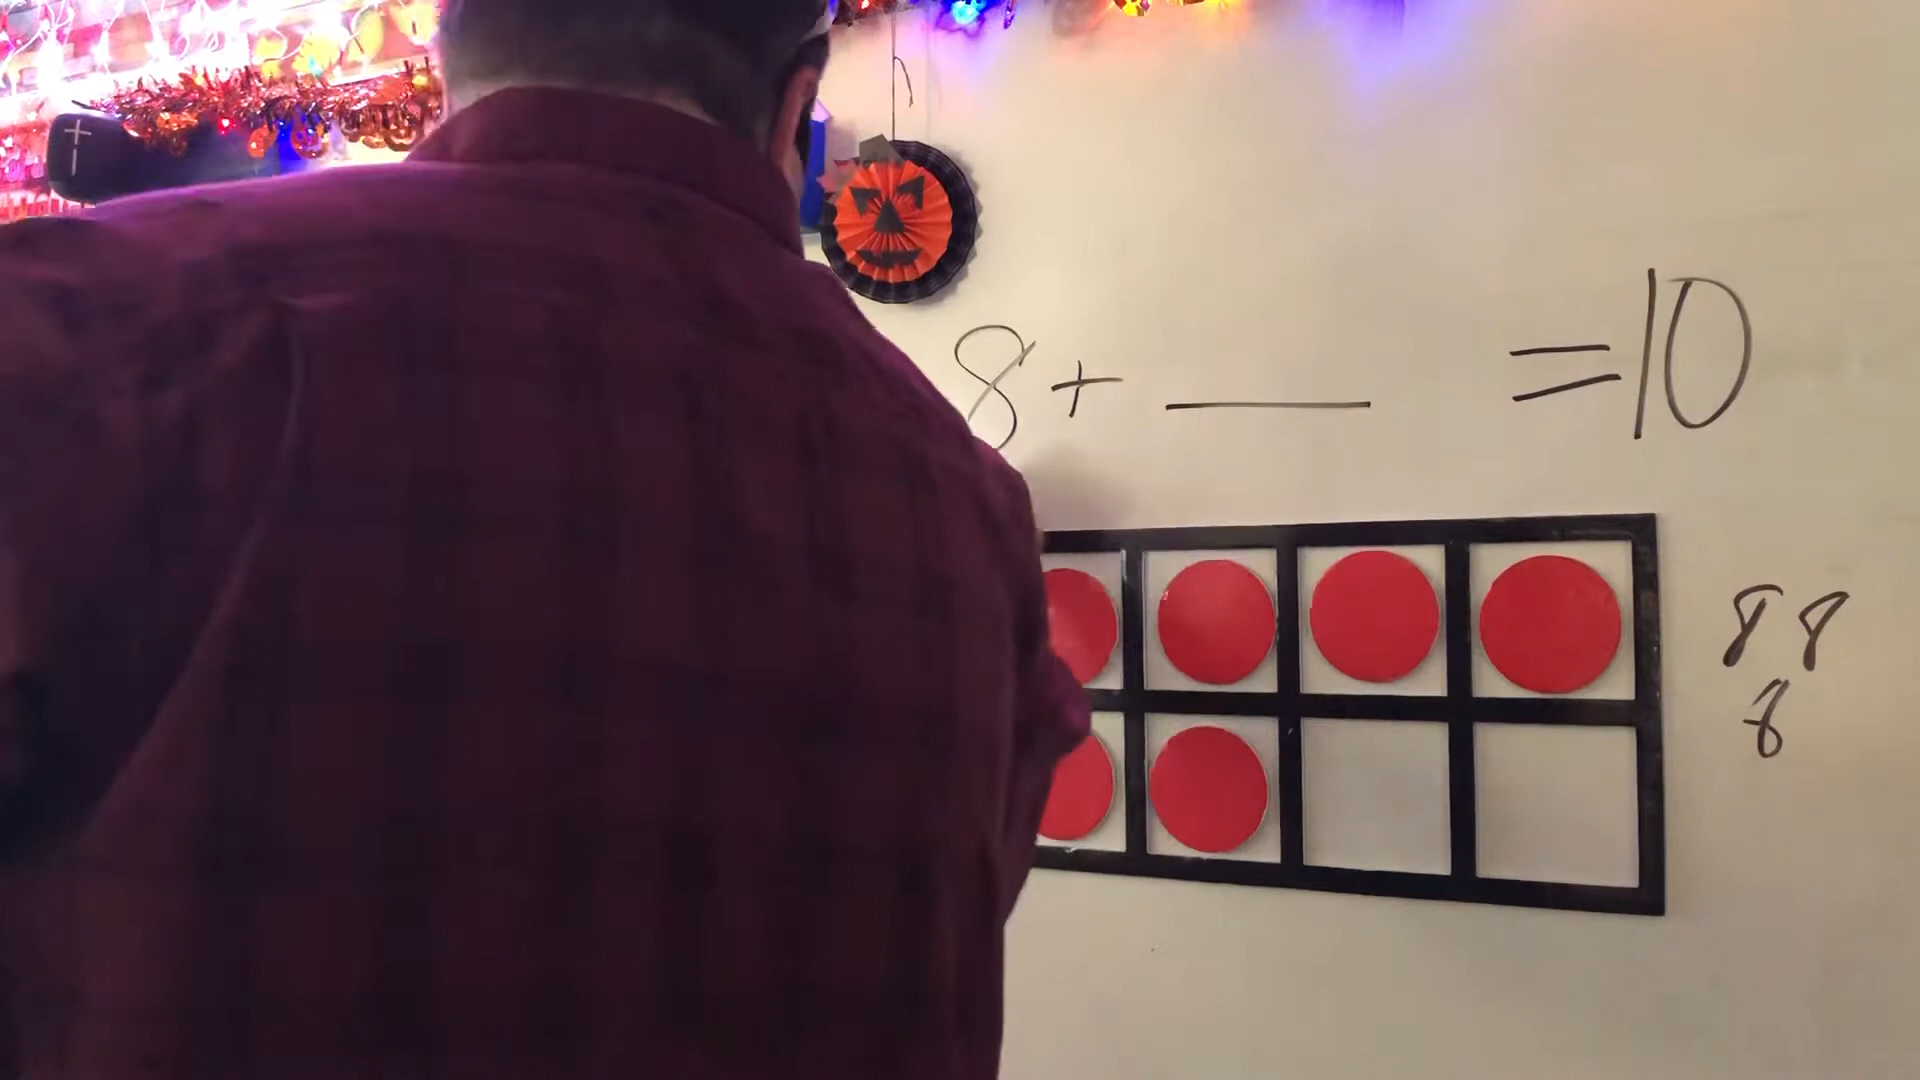 8 + ___ = 10
8 8
8